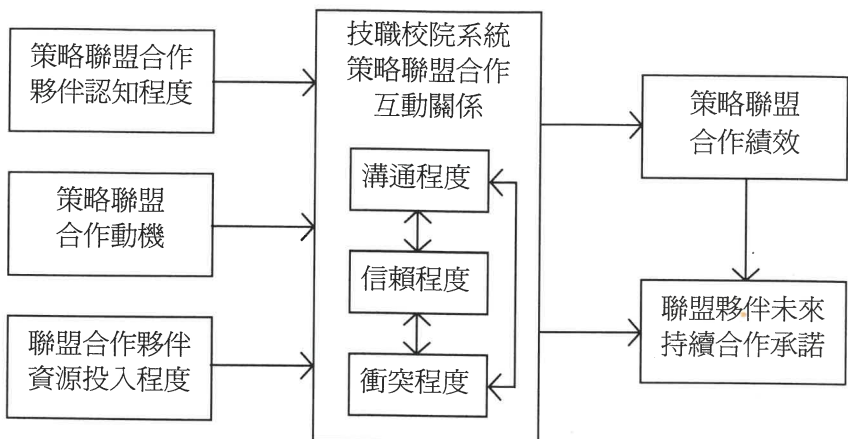 策略聯盟合作
夥伴認知程度
策略聯盟
合作動機
聯盟合作夥伴
資源投入程度
技職校院系統
策略聯盟合作
互動關係
溝通程度
信賴程度
衝突程度
策略聯盟
合作績效
聯盟夥伴未來
持續合作承諾